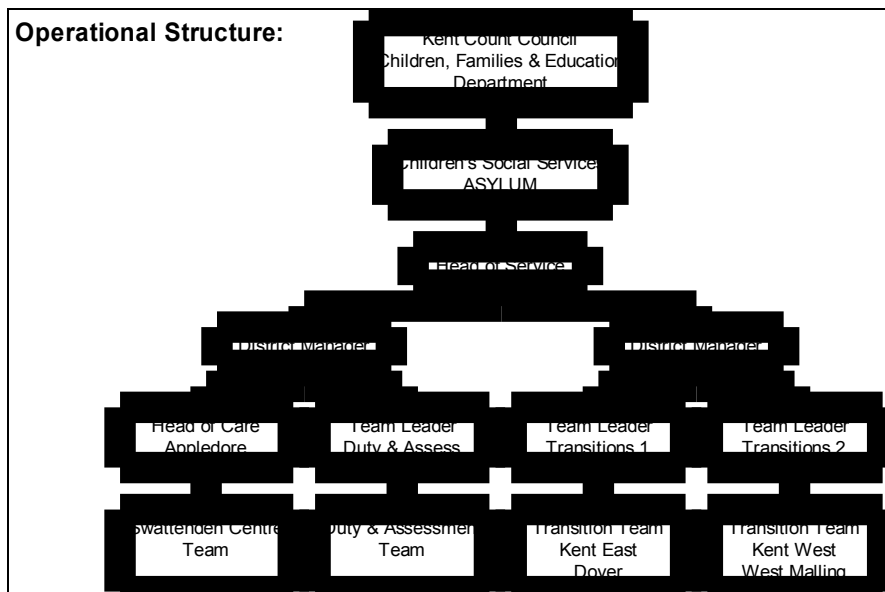 Operational Structure:
Kent Count Council
Children, Families & Education
Department
Children's Social Services
ASYLUM
Head of Service
District Manager
District Manager
Head of Care
Appledore
Team Leader
Duty & Assess
Team Leader
Transitions 1
Team Leader
Transitions 2
Swattenden Centre
Team
Duty & Assessment
Team
Transition Team
Kent East
Dover
Transition Team
Kent West
West Malling